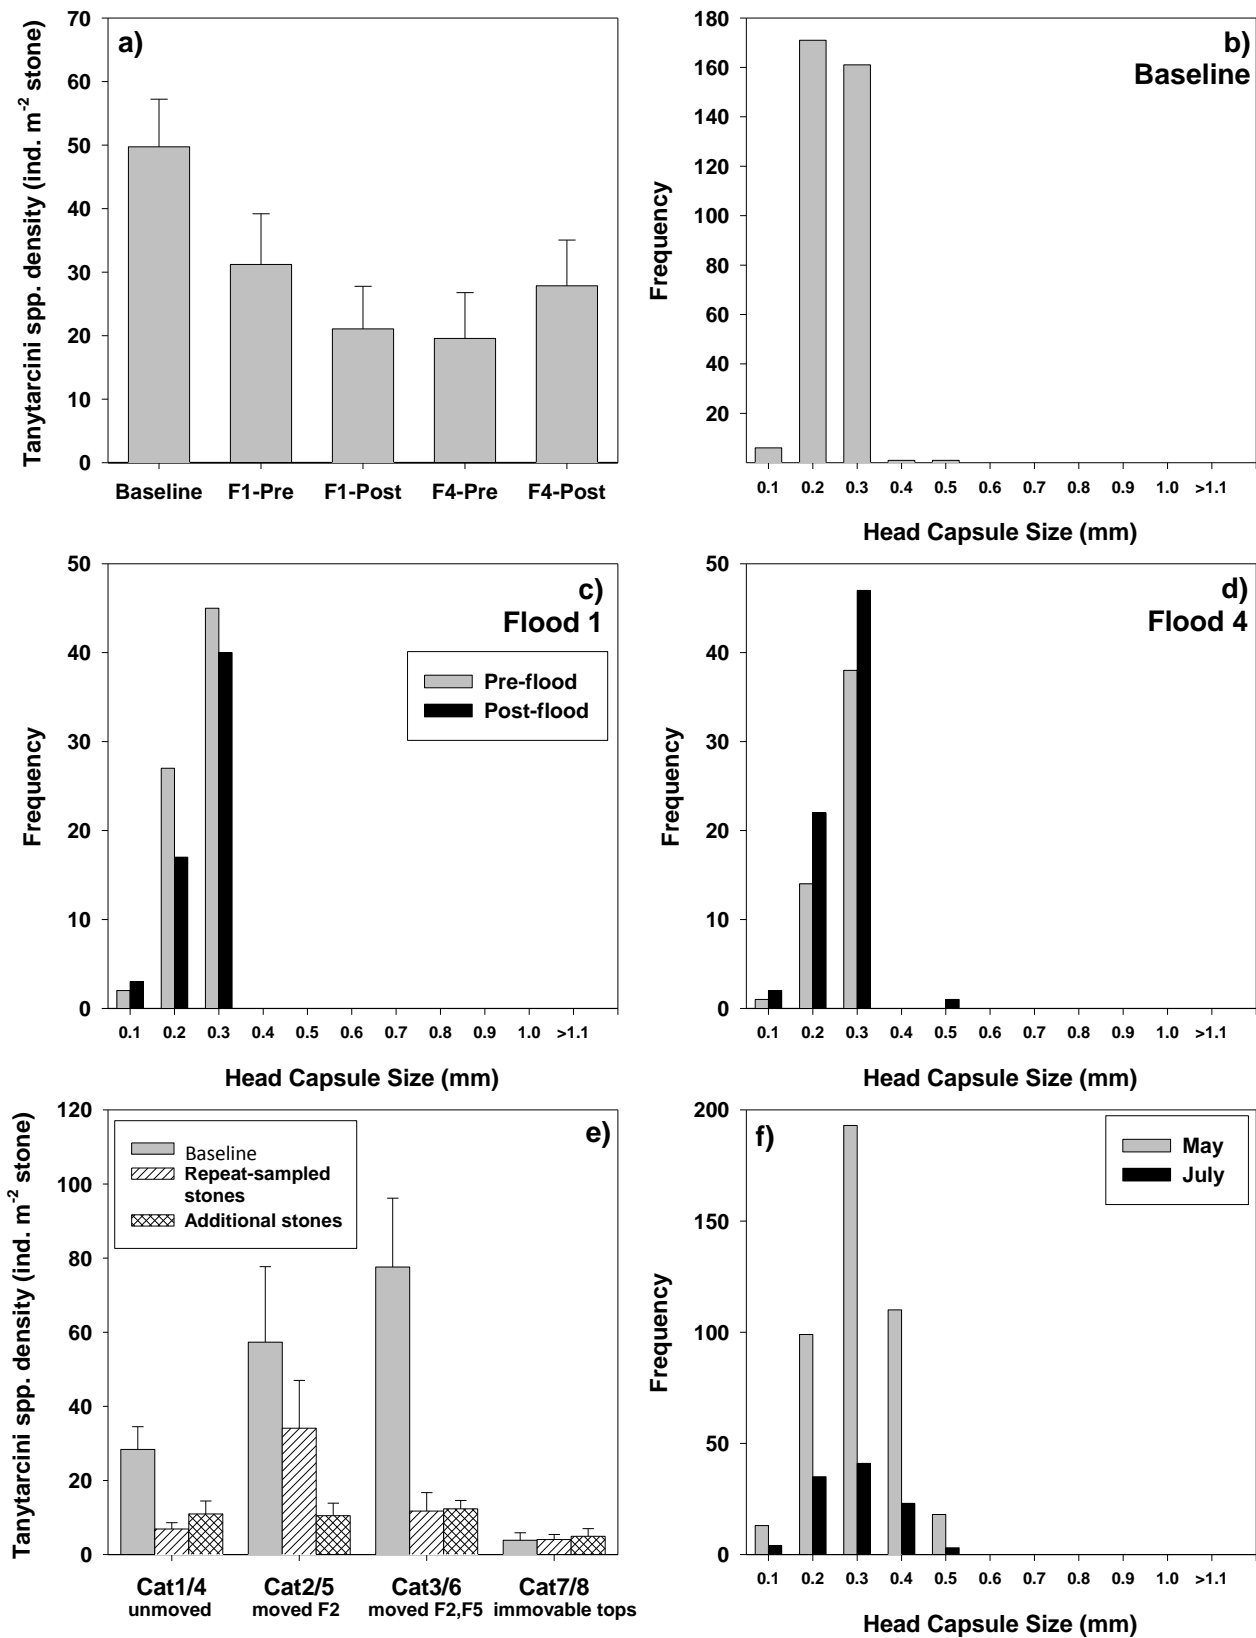 a)
Tanytarcini spp. density (ind. m-2 stone)
70
60
50
40
30
20
10
0
Baseline F1-Pre F1-Post F4-Pre F4-Post
b)
Baseline
Frequency
180
160
140
120
100
80
60
40
20
0.1 0.2 0.3 0.4 0.5 0.6 0.7 0.8 0.9 1.0 >1.1
Head Capsule Size (mm)
c)
Flood 1
Pre-flood
Post-flood
Frequency
50
40
30
20
10
0
0.1 0.2 0.3 0.4 0.5 0.6 0.7 0.8 0.9 1.0 >1.1
Head Capsule Size (mm)
d)
Flood 4
Frequency
50
40
30
20
10
0
0.1 0.2 0.3 0.4 0.5 0.6 0.7 0.8 0.9 1.0 >1.1
Head Capsule Size (mm)
e)
Baseline
Repeat-sampled
stones
Additional stones
Tanytarcini spp. density (ind. m-2 stone)
120
100
80
60
40
20
0
Cat1/4 Cat2/5 Cat3/6 Cat7/8
unmoved moved F2 moved F2,F5 immovable tops
f)
May
July
Frequency
200
150
100
50
0
0.1 0.2 0.3 0.4 0.5 0.6 0.7 0.8 0.9 1.0 >1.1
Head Capsule Size (mm)